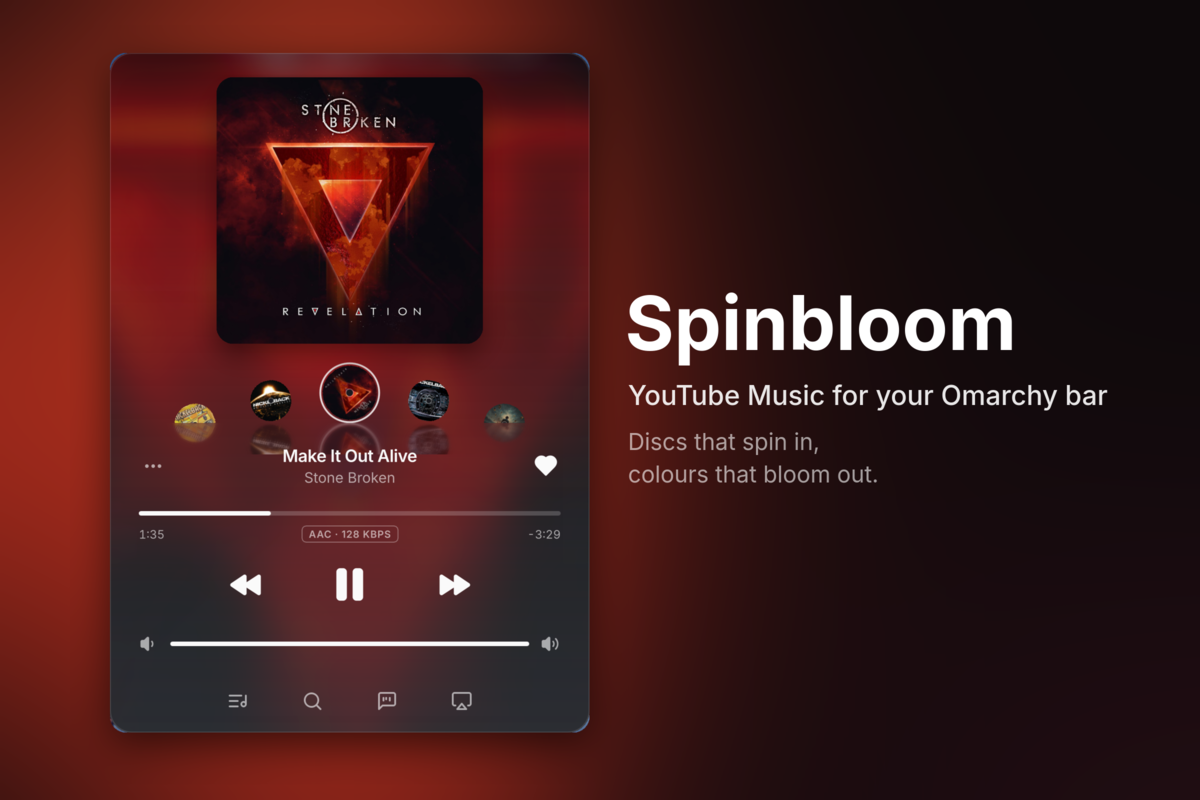 STONE
BROKEN
REVELATION
NICKELBACK
Make It Out Alive
Stone Broken
1:35
AAC · 128 KBPS
-3:29
Spinbloom
YouTube Music for your Omarchy bar
Discs that spin in,
colours that bloom out.